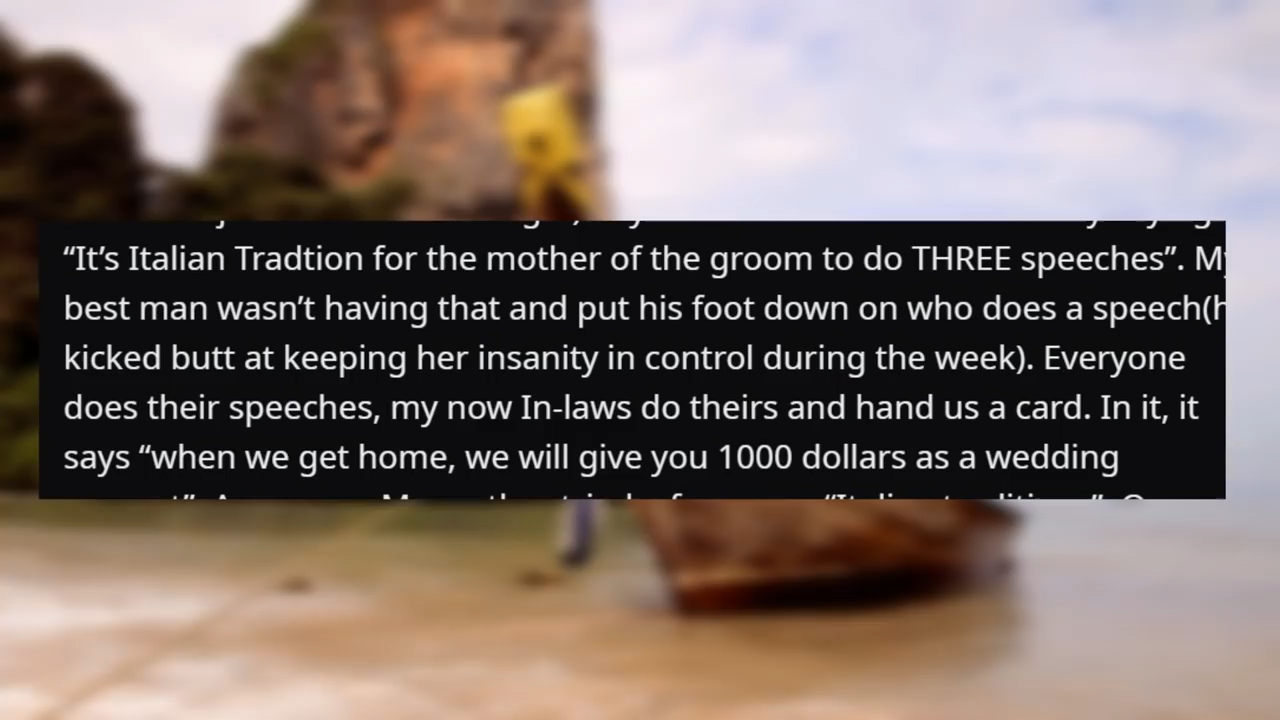 “It’s Italian Tradtion for the mother of the groom to do THREE speeches”. My
best man wasn’t having that and put his foot down on who does a speech(h
kicked butt at keeping her insanity in control during the week). Everyone
does their speeches, my now In-laws do theirs and hand us a card. In it, it
says “when we get home, we will give you 1000 dollars as a wedding